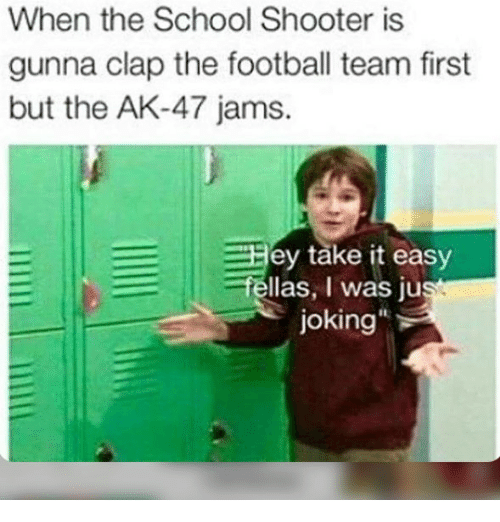 When the School Shooter is
gunna clap the football team first
but the AK-47 jams.
"Hey take it easy
fellas, I was just
joking"